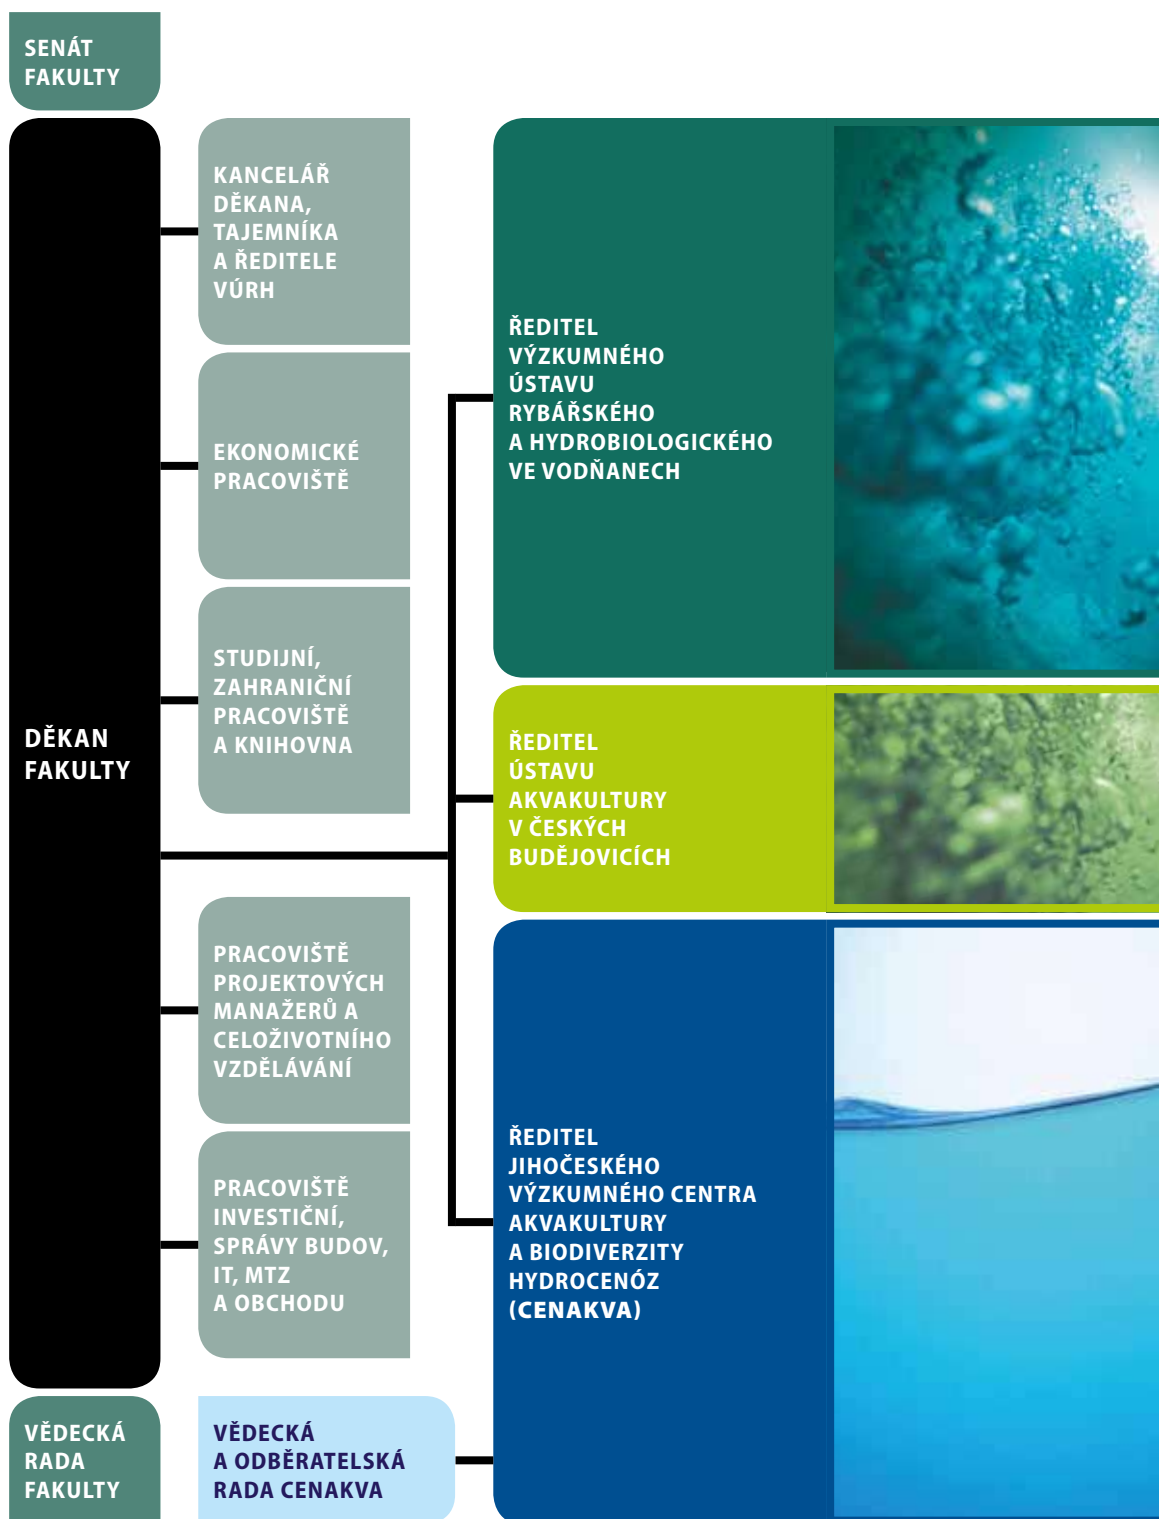 SENÁT
FAKULTY
DĚKAN
FAKULTY
VĚDECKÁ
RADA
FAKULTY
KANCELÁŘ
DĚKANA,
TAJEMNÍKA
A ŘEDITELE
VÚRH
EKONOMICKÉ
PRACOVIŠTĚ
STUDIJNÍ,
ZAHRANIČNÍ
PRACOVIŠTĚ
A KNIHOVNA
PRACOVIŠTĚ
PROJEKTOVÝCH
MANAŽERŮ A
CELOŽIVOTNÍHO
VZDĚLÁVÁNÍ
PRACOVIŠTĚ
INVESTIČNÍ,
SPRÁVY BUDOV,
IT, MTZ
A OBCHODU
VĚDECKÁ
A ODBĚRATELSKÁ
RADA CENAKVA
ŘEDITEL
VÝZKUMNÉHO
ÚSTAVU
RYBÁŘSKÉHO
A HYDROBIOLOGICKÉHO
VE VODŇANECH
ŘEDITEL
ÚSTAVU
AKVAKULTURY
V ČESKÝCH
BUDĚJOVICÍCH
ŘEDITEL
JIHOČESKÉHO
VÝZKUMNÉHO CENTRA
AKVAKULTURY
A BIODIVERZITY
HYDROCENÓZ
(CENAKVA)